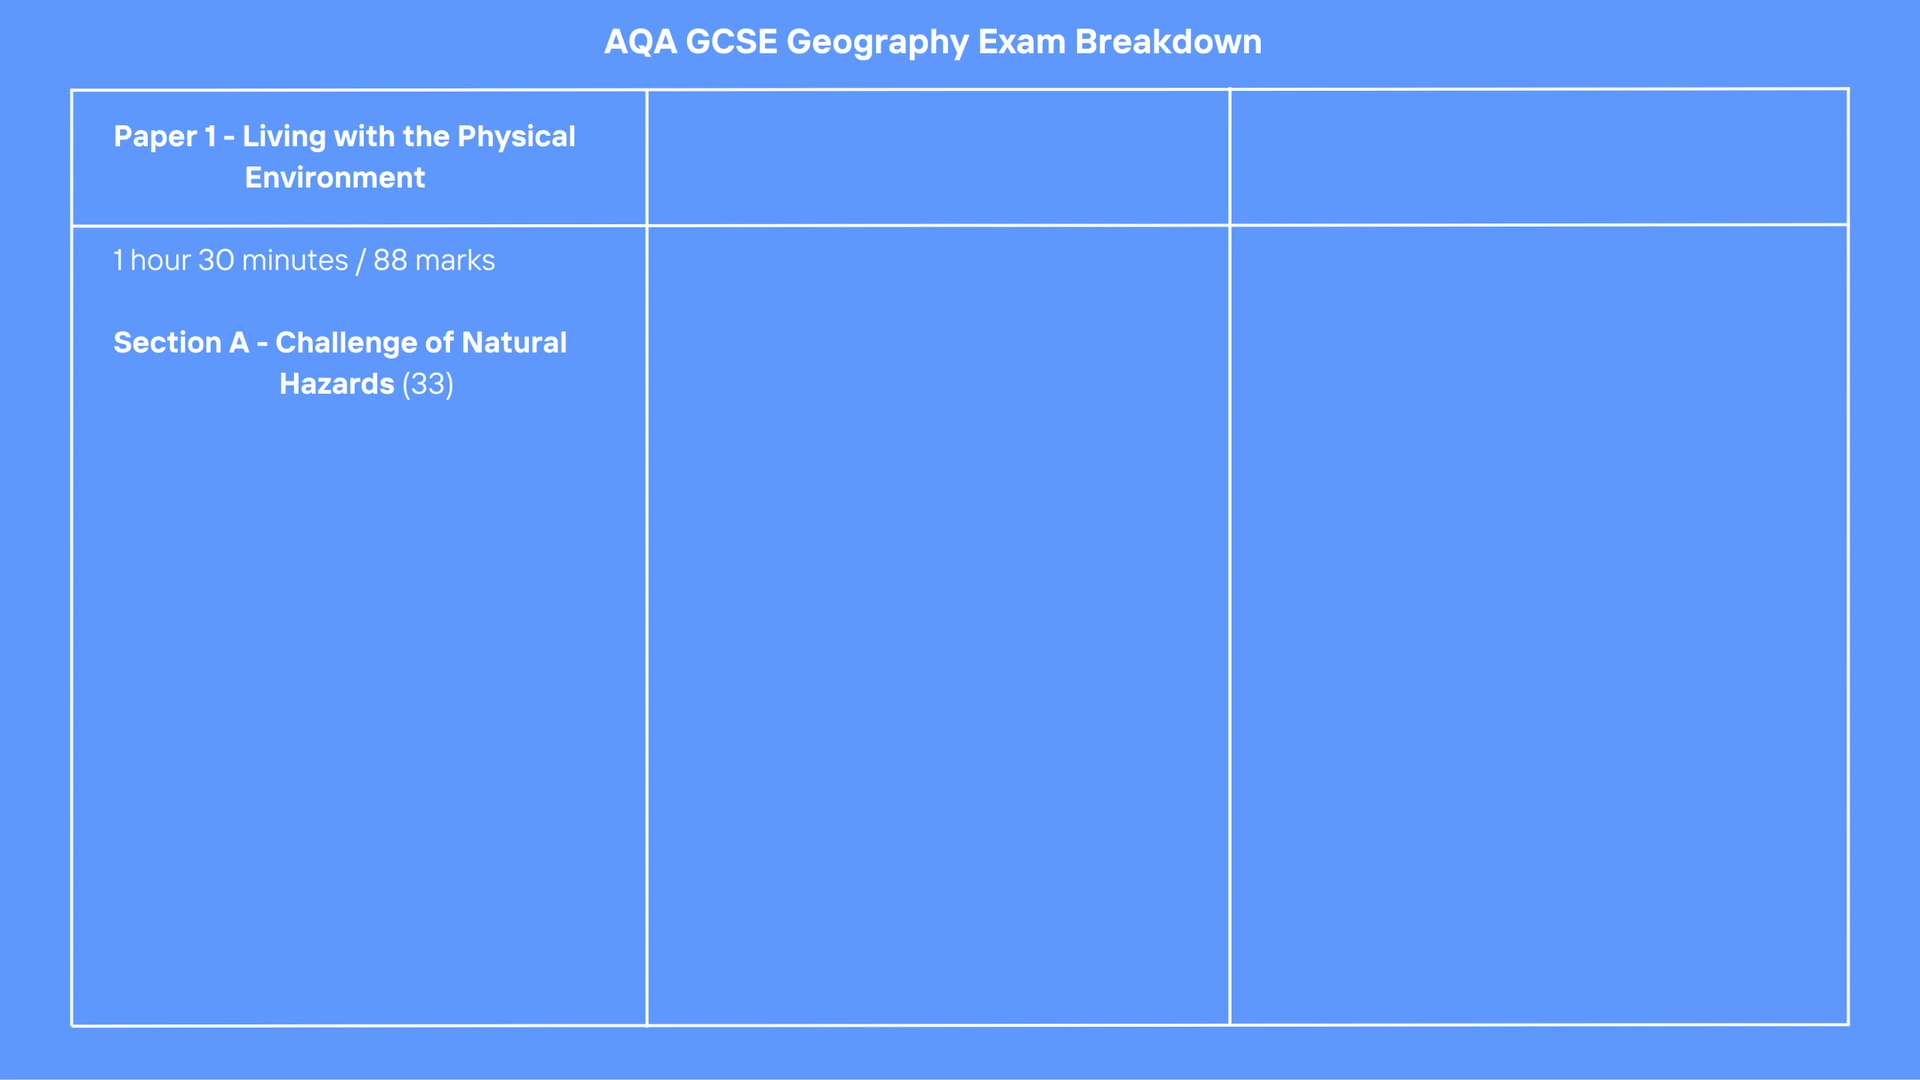 AQA GCSE Geography Exam Breakdown
Paper 1 - Living with the Physical
Environment
1 hour 30 minutes / 88 marks
Section A - Challenge of Natural
Hazards (33)